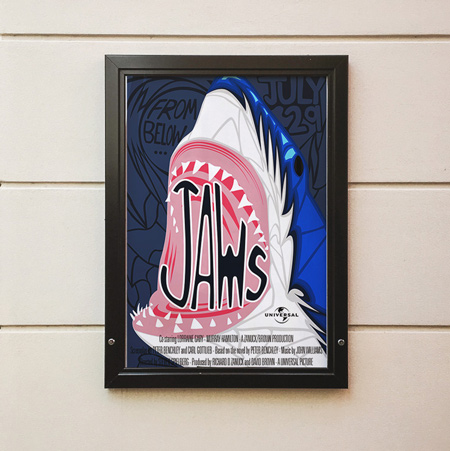 FROM
BELOW
...
JULY
29
JAWS
UNIVERSAL
Co starring LORRAINE GARY · MURRAY HAMILTON · A ZANUCK/BROWN PRODUCTION
PETER BENCHLEY and CARL GOTTLIEB · Based on the novel by PETER BENCHLEY · Music by JOHN WILLIAMS
SPIELBERG · Produced by RICHARD D ZANUCK and DAVID BROWN · A UNIVERSAL PICTURE